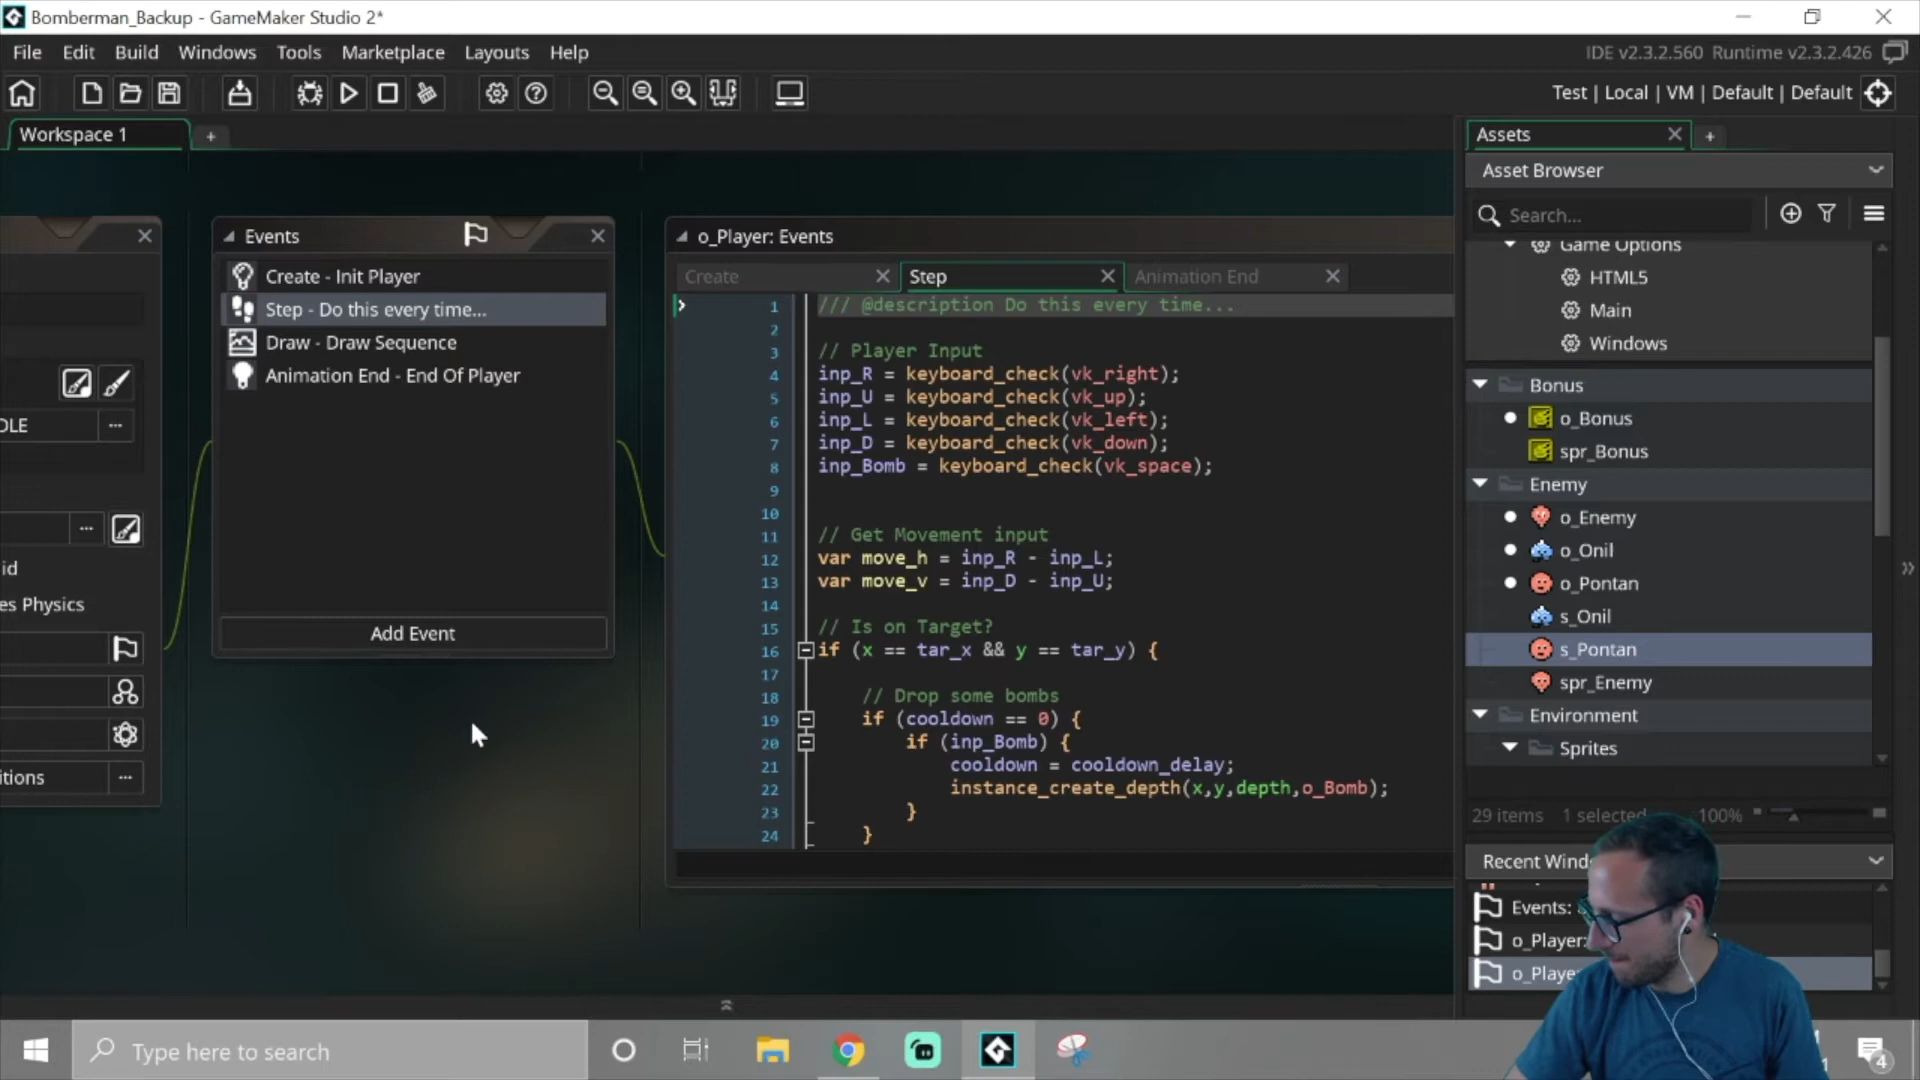 Bomberman_Backup - GameMaker Studio 2*
File Edit Build Windows Tools Marketplace Layouts Help
IDE v2.3.2.560 Runtime v2.3.2.426
Test | Local | VM | Default | Default
Workspace 1
+
Assets
+
Asset Browser
Search...
Game Options
HTML5
Main
Windows
Bonus
o_Bonus
spr_Bonus
Enemy
o_Enemy
o_Onil
o_Pontan
s_Onil
s_Pontan
spr_Enemy
Environment
Sprites
29 items 1 selected 100%
Events
Create - Init Player
Step - Do this every time...
Draw - Draw Sequence
Animation End - End Of Player
Add Event
o_Player: Events
Create
Step
Animation End
1 /// @description Do this every time...
2
3 // Player Input
4 inp_R = keyboard_check(vk_right);
5 inp_U = keyboard_check(vk_up);
6 inp_L = keyboard_check(vk_left);
7 inp_D = keyboard_check(vk_down);
8 inp_Bomb = keyboard_check(vk_space);
9
10
11 // Get Movement input
12 var move_h = inp_R - inp_L;
13 var move_v = inp_D - inp_U;
14
15 // Is on Target?
16 if (x == tar_x && y == tar_y) {
17
18 // Drop some bombs
19 if (cooldown == 0) {
20 if (inp_Bomb) {
21 cooldown = cooldown_delay;
22 instance_create_depth(x,y,depth,o_Bomb);
23 }
24 }
Events:
o_Player:
Type here to search
4